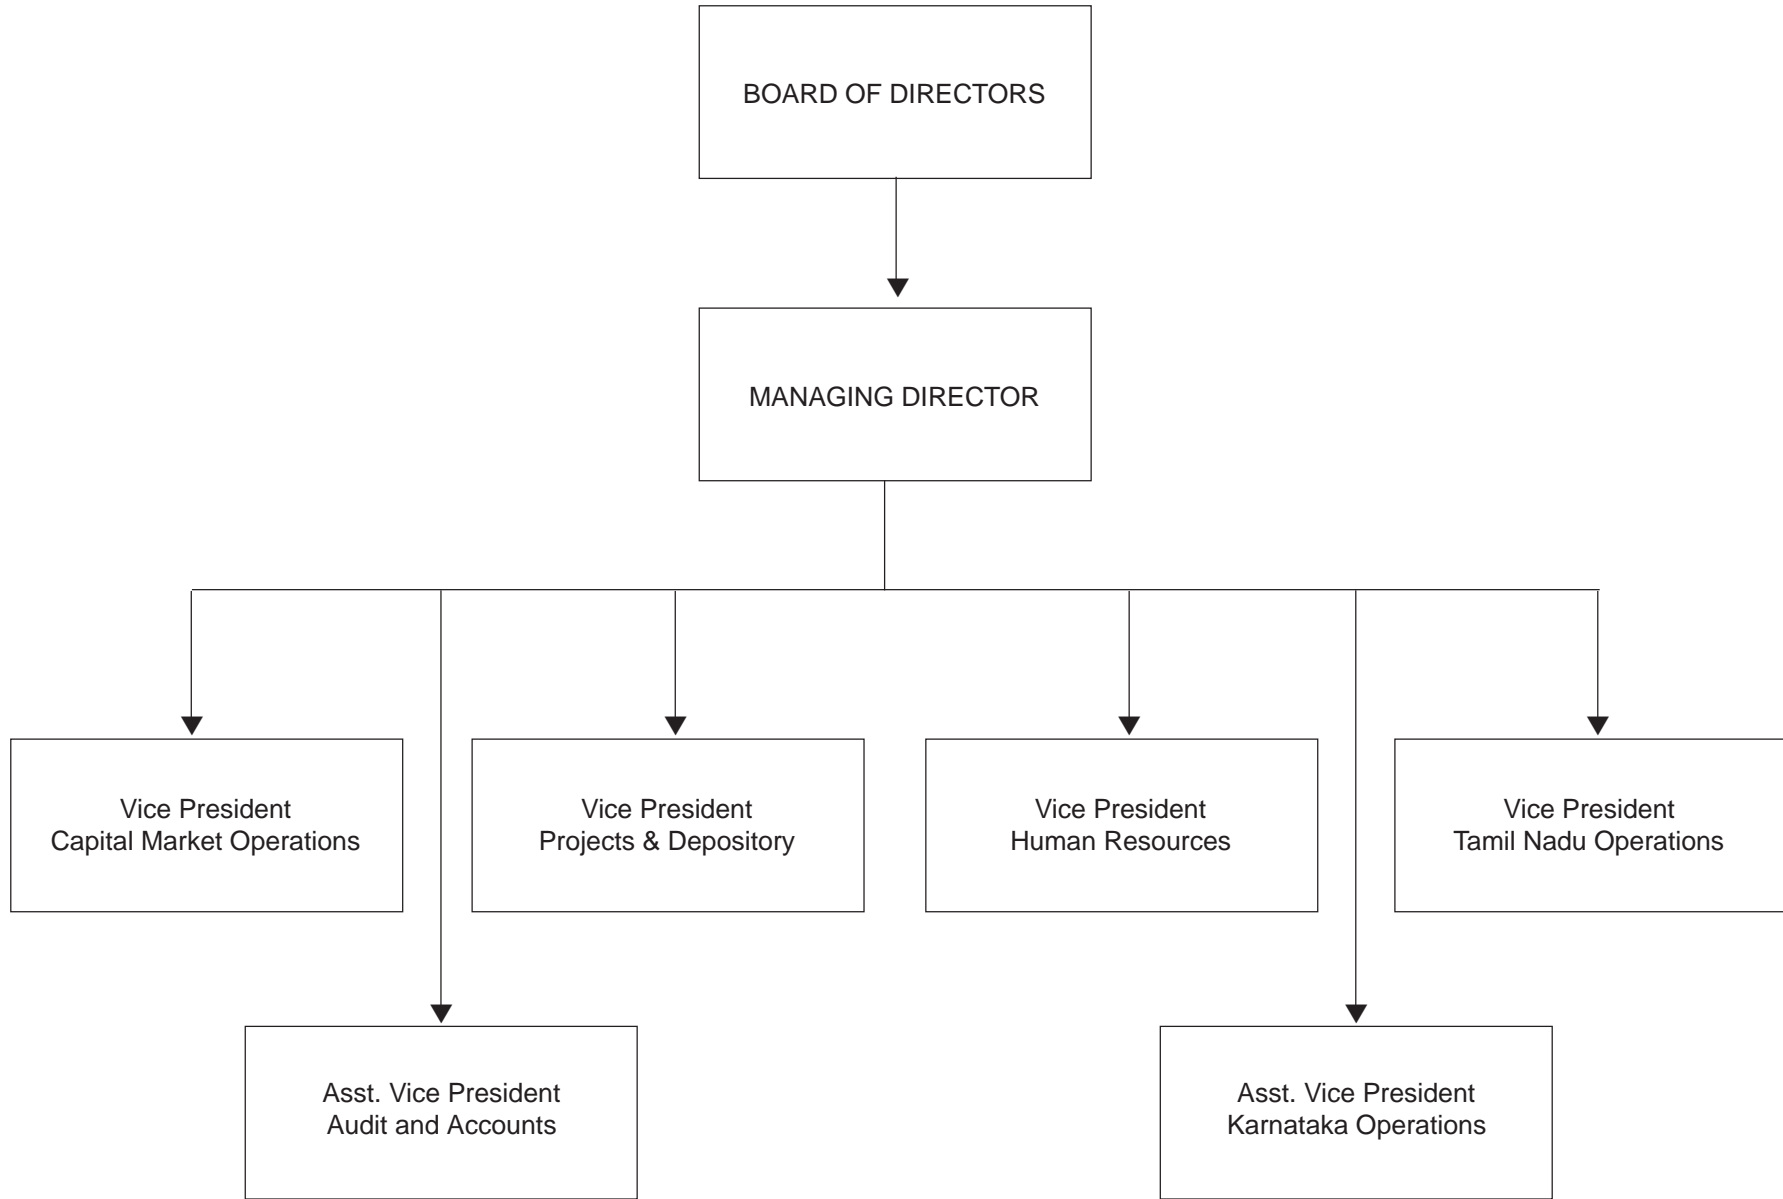 BOARD OF DIRECTORS
MANAGING DIRECTOR
Vice President
Capital Market Operations
Vice President
Projects & Depository
Vice President
Human Resources
Vice President
Tamil Nadu Operations
Asst. Vice President
Audit and Accounts
Asst. Vice President
Karnataka Operations